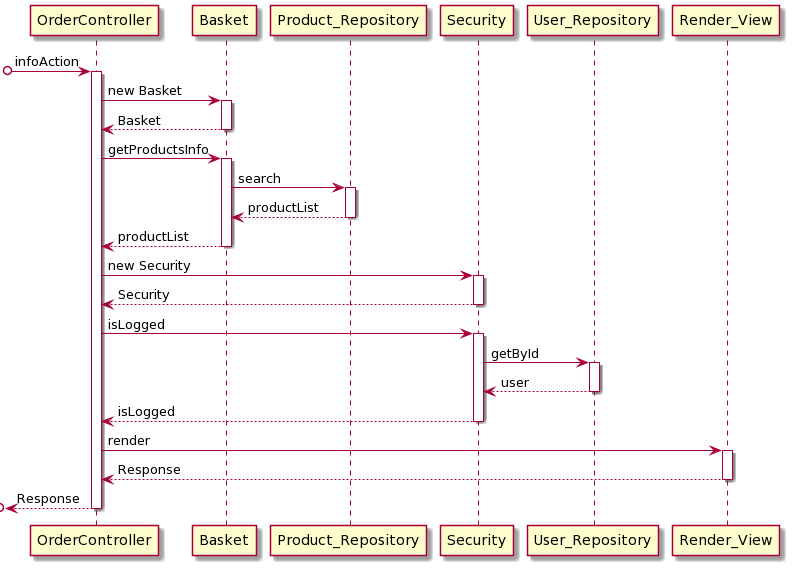 OrderController Basket Product_Repository Security User_Repository Render_View
infoAction
new Basket
Basket
getProductsInfo
search
productList
productList
new Security
Security
isLogged
getById
user
isLogged
render
Response
Response
OrderController Basket Product_Repository Security User_Repository Render_View